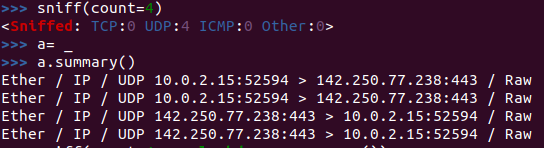 >>> sniff(count=4)
<Sniffed: TCP:0 UDP:4 ICMP:0 Other:0>
>>> a= _
>>> a.summary()
Ether / IP / UDP 10.0.2.15:52594 > 142.250.77.238:443 / Raw
Ether / IP / UDP 10.0.2.15:52594 > 142.250.77.238:443 / Raw
Ether / IP / UDP 142.250.77.238:443 > 10.0.2.15:52594 / Raw
Ether / IP / UDP 142.250.77.238:443 > 10.0.2.15:52594 / Raw